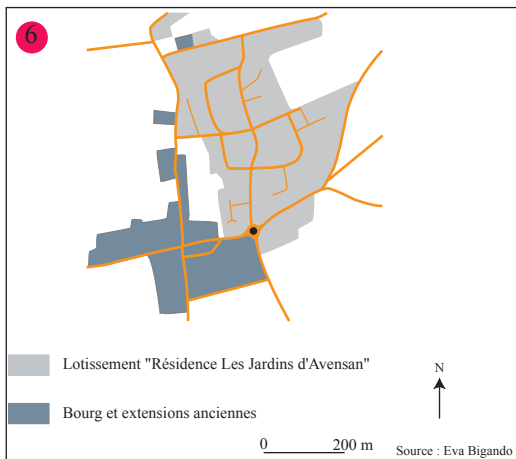 6
Lotissement "Résidence Les Jardins d'Avensan"
Bourg et extensions anciennes
N
0 200 m
Source : Eva Bigando